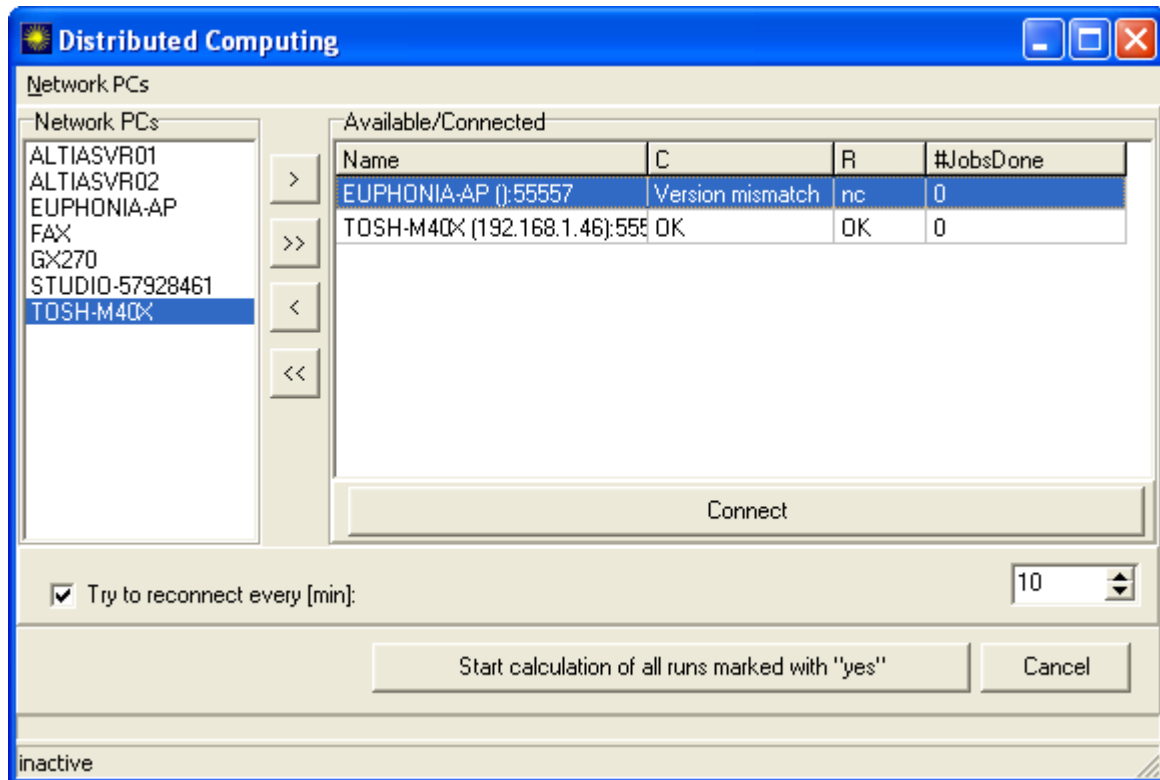 Distributed Computing
Network PCs
Network PCs
ALTIASVR01
ALTIASVR02
EUPHONIA-AP
FAX
GX270
STUDIO-57928461
TOSH-M40X
>
>>
<
<<
Available/Connected
Name C R #JobsDone
EUPHONIA-AP ():55557 Version mismatch nc 0
TOSH-M40X (192.168.1.46):555 OK OK 0
Connect
Try to reconnect every [min]: 10
Start calculation of all runs marked with "yes" Cancel
inactive